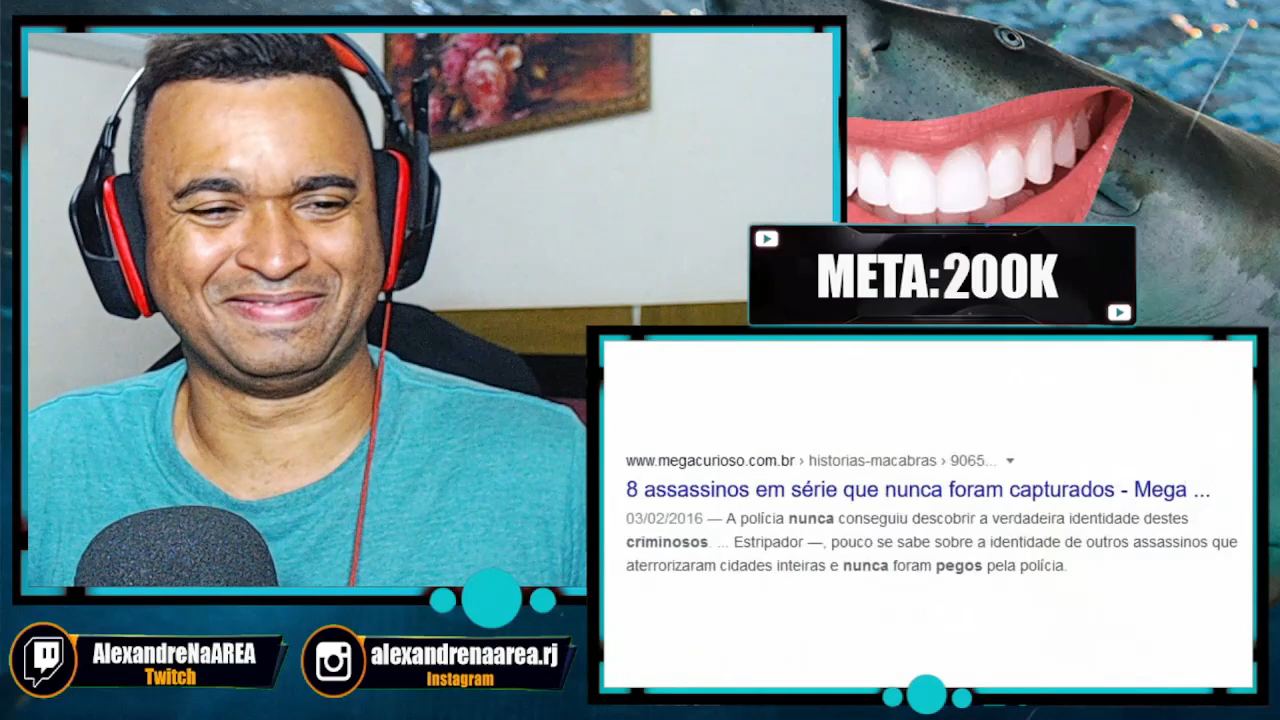 META:200K
www.megacurioso.com.br › historias-macabras › 9065...
8 assassinos em série que nunca foram capturados - Mega ...
03/02/2016 — A polícia nunca conseguiu descobrir a verdadeira identidade destes
criminosos. ... Estripador —, pouco se sabe sobre a identidade de outros assassinos que
aterrorizaram cidades inteiras e nunca foram pegos pela polícia.
AlexandreNaAREA
Twitch
alexandrenaarea.rj
Instagram